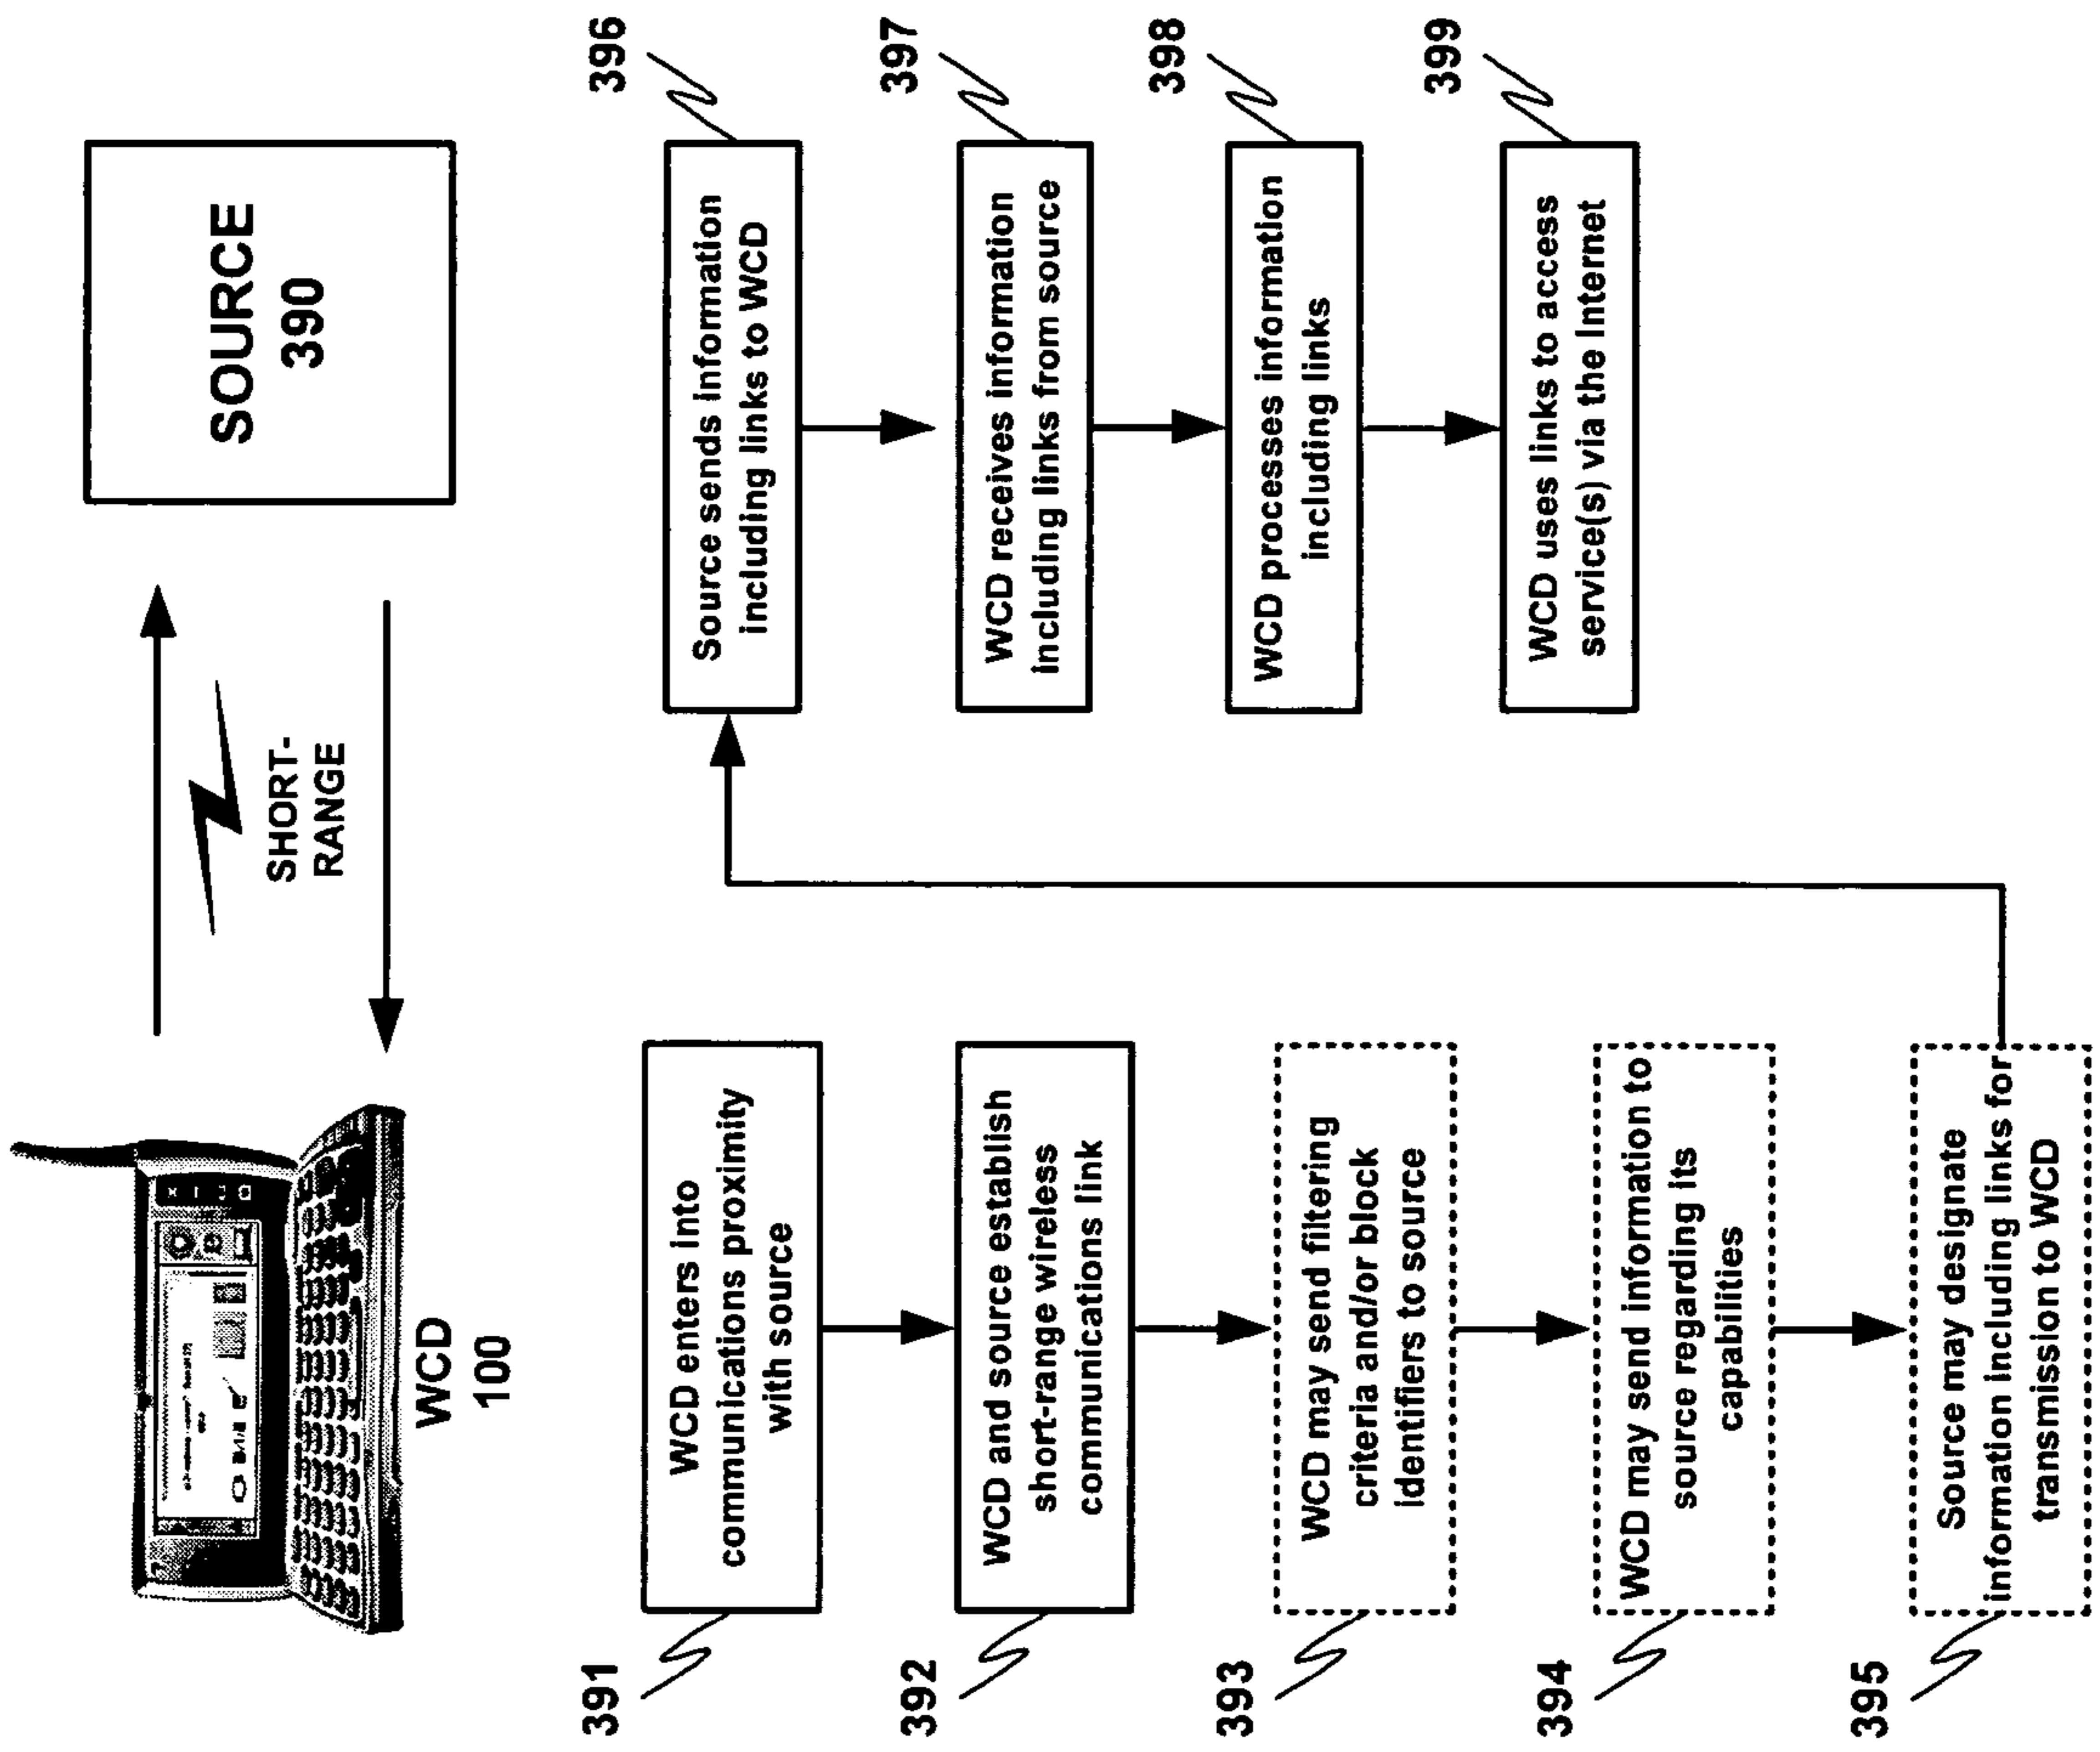 WCD
100
SHORT-
RANGE
SOURCE
390
391
WCD enters into
communications proximity
with source
392
WCD and source establish
short-range wireless
communications link
393
WCD may send filtering
criteria and/or block
identifiers to source
394
WCD may send information to
source regarding its
capabilities
395
Source may designate
information including links for
transmission to WCD
396
Source sends information
including links to WCD
397
WCD receives information
including links from source
398
WCD processes information
including links
399
WCD uses links to access
service(s) via the Internet